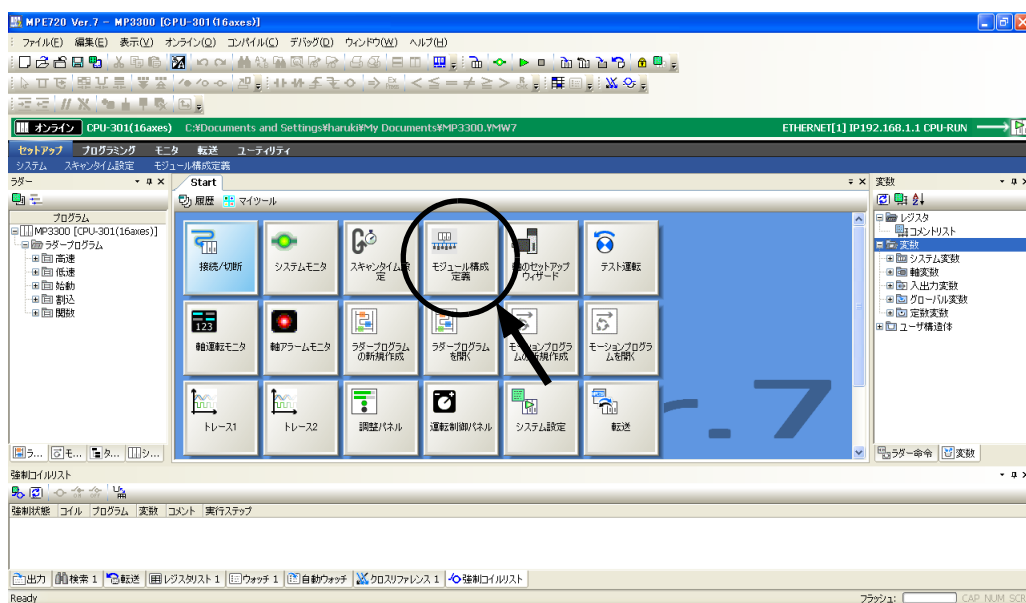 MPE720 Ver.7 - MP3300 [CPU-301(16axes)]
ファイル(F) 編集(E) 表示(V) オンライン(O) コンパイル(C) デバッグ(D) ウィンドウ(W) ヘルプ(H)
オンライン CPU-301(16axes) C:¥Documents and Settings¥haruki¥My Documents¥MP3300.YMW7 ETHERNET[1] IP192.168.1.1 CPU-RUN
セットアップ プログラミング モニタ 転送 ユーティリティ
システム スキャンタイム設定 モジュール構成定義
ラダー
Start
変数
履歴 マイツール
プログラム
MP3300 [CPU-301(16axes)]
ラダープログラム
高速
低速
始動
割込
関数
接続/切断
システムモニタ
スキャンタイム設定
モジュール構成
定義
軸のセットアップ
ウィザード
テスト運転
軸運転モニタ
軸アラームモニタ
ラダープログラム
の新規作成
ラダープログラム
を開く
モーションプログラ
ムの新規作成
モーションプログラ
ムを開く
トレース1
トレース2
調整パネル
運転制御パネル
システム設定
転送
r.7
レジスタ
コメントリスト
変数
システム変数
軸変数
入出力変数
グローバル変数
定数変数
ユーザ構造体
ラ... モ... タ... シ...
ラダー命令 変数
強制コイルリスト
強制状態 コイル プログラム 変数 コメント 実行ステップ
出力 検索 1 転送 レジスタリスト 1 ウォッチ 1 自動ウォッチ クロスリファレンス 1 強制コイルリスト
Ready フラッシュ: CAP NUM SCR